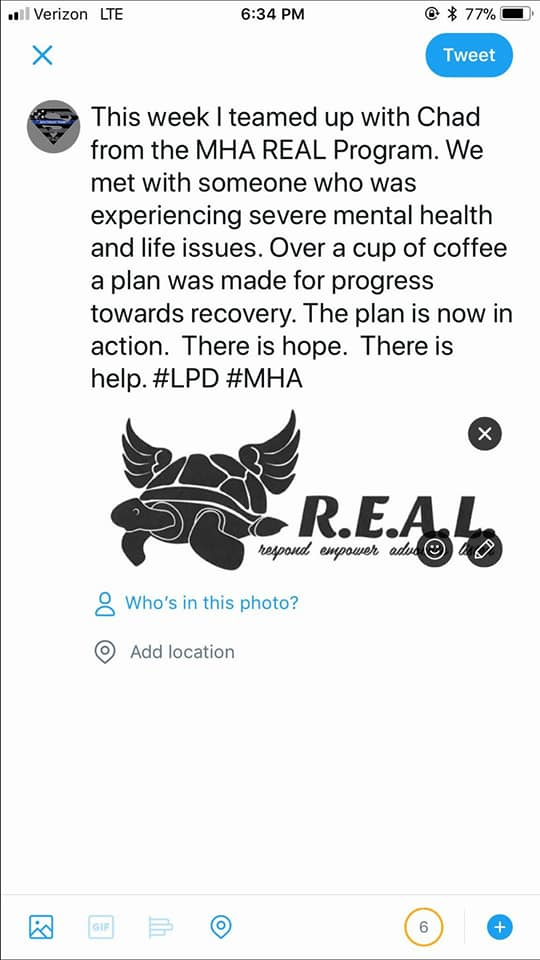 Verizon LTE 6:34 PM 77%
Tweet
This week I teamed up with Chad
from the MHA REAL Program. We
met with someone who was
experiencing severe mental health
and life issues. Over a cup of coffee
a plan was made for progress
towards recovery. The plan is now in
action.  There is hope.  There is
help. #LPD #MHA
R.E.A.L.
respond empower
Who's in this photo?
Add location
GIF
6